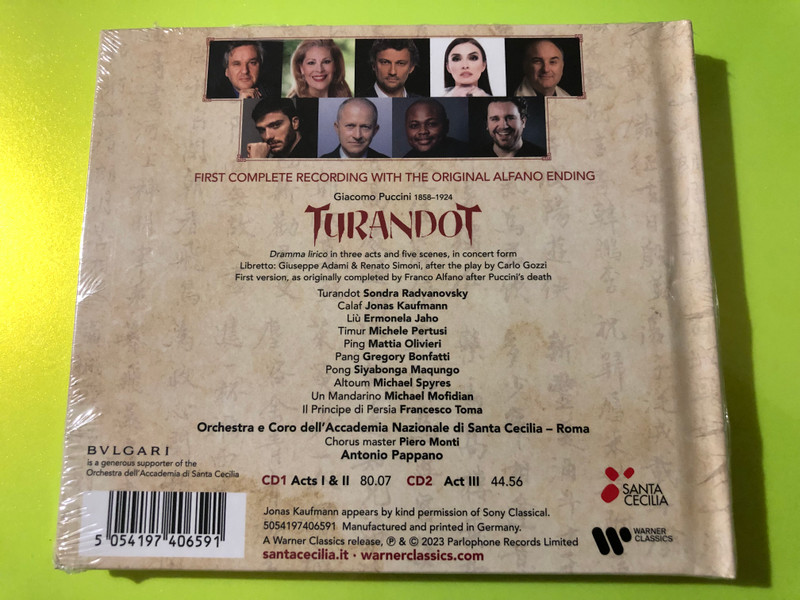 FIRST COMPLETE RECORDING WITH THE ORIGINAL ALFANO ENDING
Giacomo Puccini 1858–1924
TURANDOT
Dramma lirico in three acts and five scenes, in concert form
Libretto: Giuseppe Adami & Renato Simoni, after the play by Carlo Gozzi
First version, as originally completed by Franco Alfano after Puccini's death
Turandot Sondra Radvanovsky
Calaf Jonas Kaufmann
Liù Ermonela Jaho
Timur Michele Pertusi
Ping Mattia Olivieri
Pang Gregory Bonfatti
Pong Siyabonga Maqungo
Altoum Michael Spyres
Un Mandarino Michael Mofidian
Il Principe di Persia Francesco Toma
Orchestra e Coro dell'Accademia Nazionale di Santa Cecilia – Roma
Chorus master Piero Monti
Antonio Pappano
BVLGARI
is a generous supporter of the
Orchestra dell'Accademia di Santa Cecilia
CD1 Acts I & II 80.07 CD2 Act III 44.56
SANTA
CECILIA
5 054197 406591
Jonas Kaufmann appears by kind permission of Sony Classical.
5054197406591 Manufactured and printed in Germany.
A Warner Classics release, ℗ & © 2023 Parlophone Records Limited
santacecilia.it · warnerclassics.com
WARNER
CLASSICS